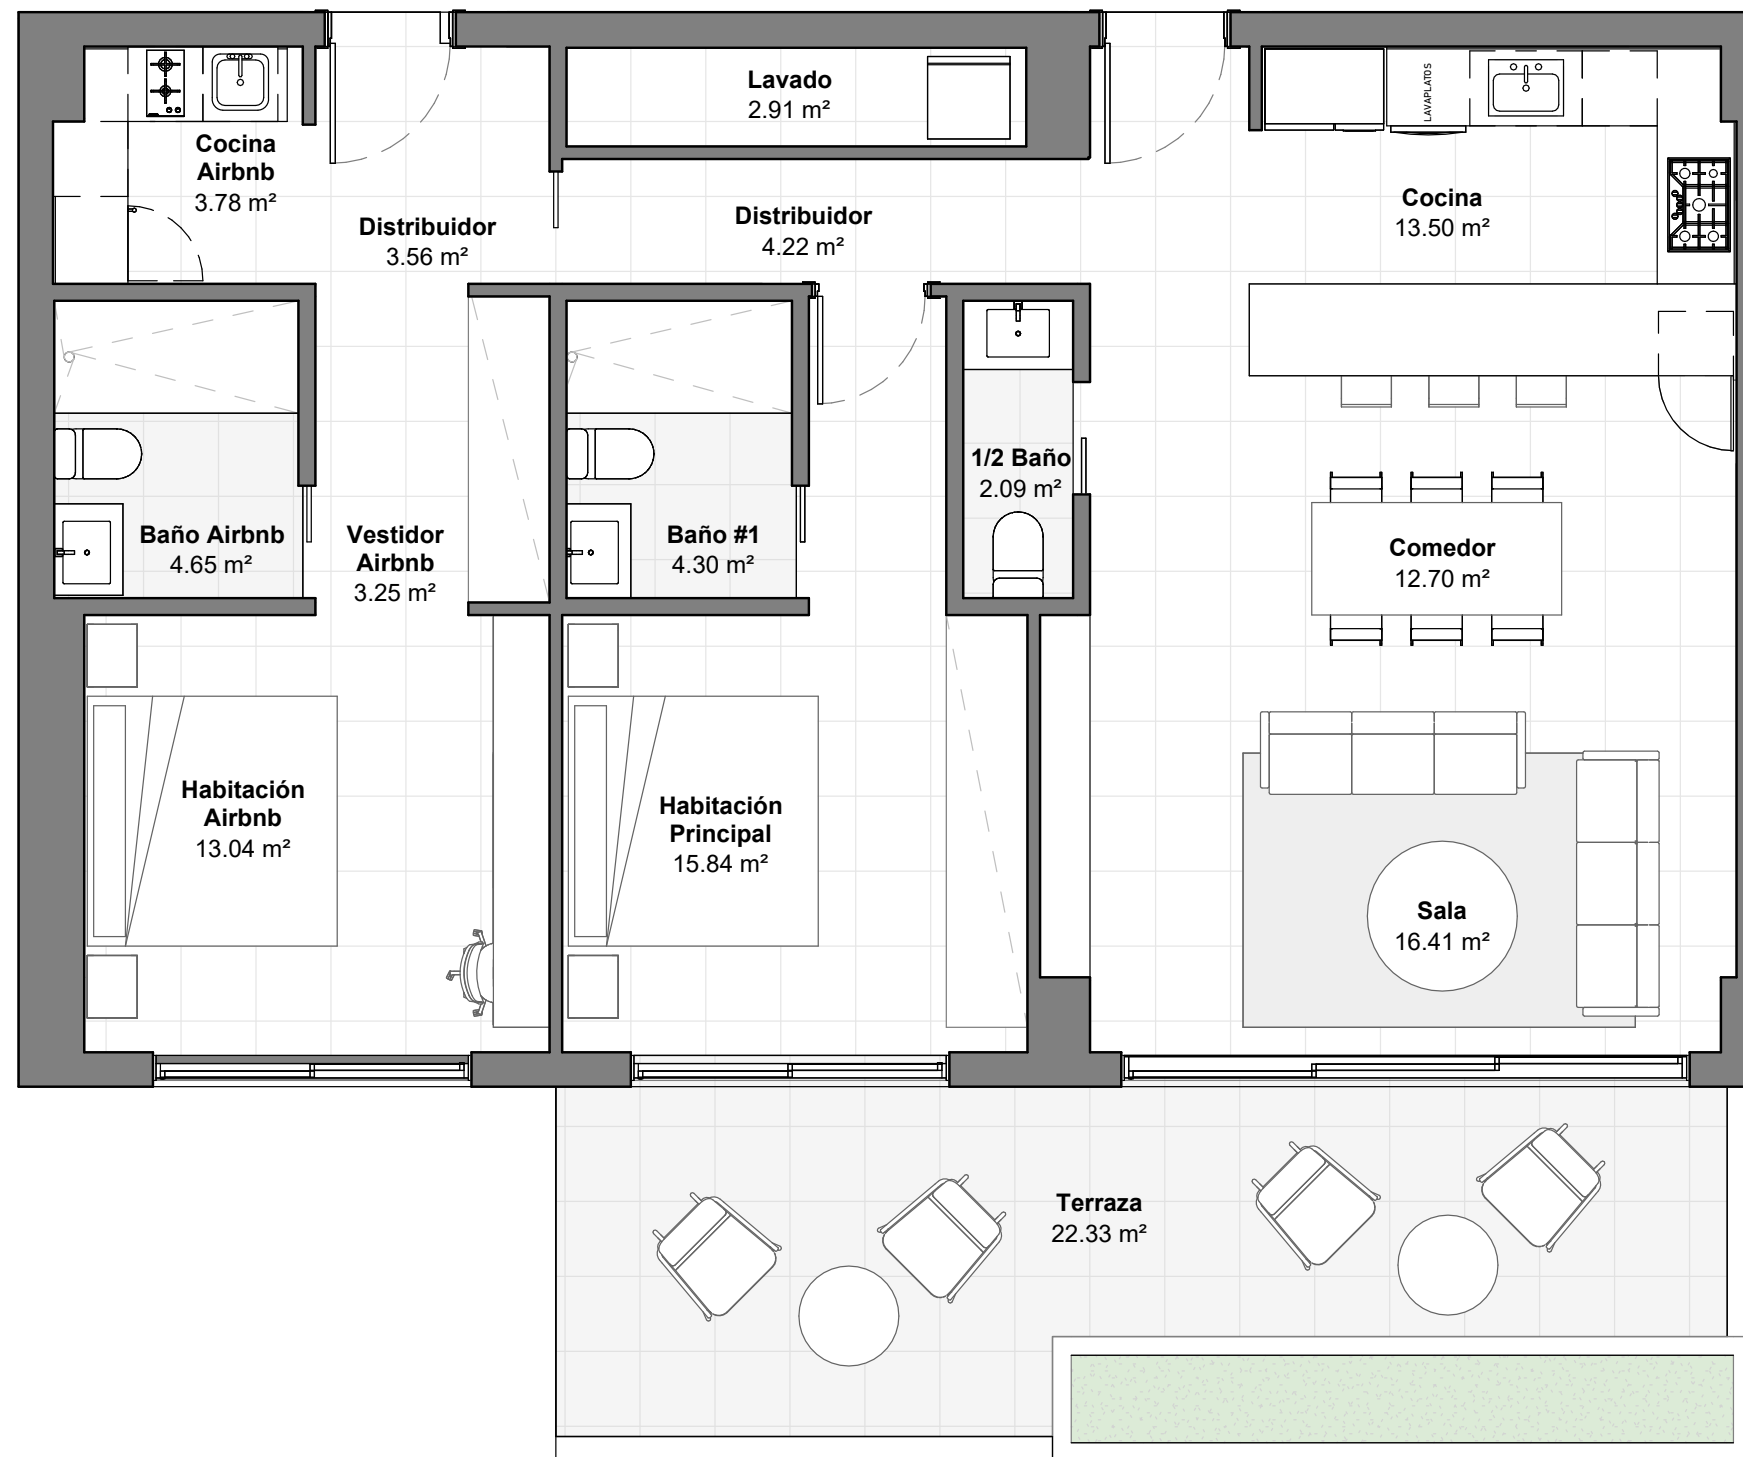 Lavado
2.91 m²
LAVAPLATOS
Cocina
Airbnb
3.78 m²
Distribuidor
3.56 m²
Distribuidor
4.22 m²
Cocina
13.50 m²
1/2 Baño
2.09 m²
Baño Airbnb
4.65 m²
Vestidor
Airbnb
3.25 m²
Baño #1
4.30 m²
Comedor
12.70 m²
Habitación
Airbnb
13.04 m²
Habitación
Principal
15.84 m²
Sala
16.41 m²
Terraza
22.33 m²